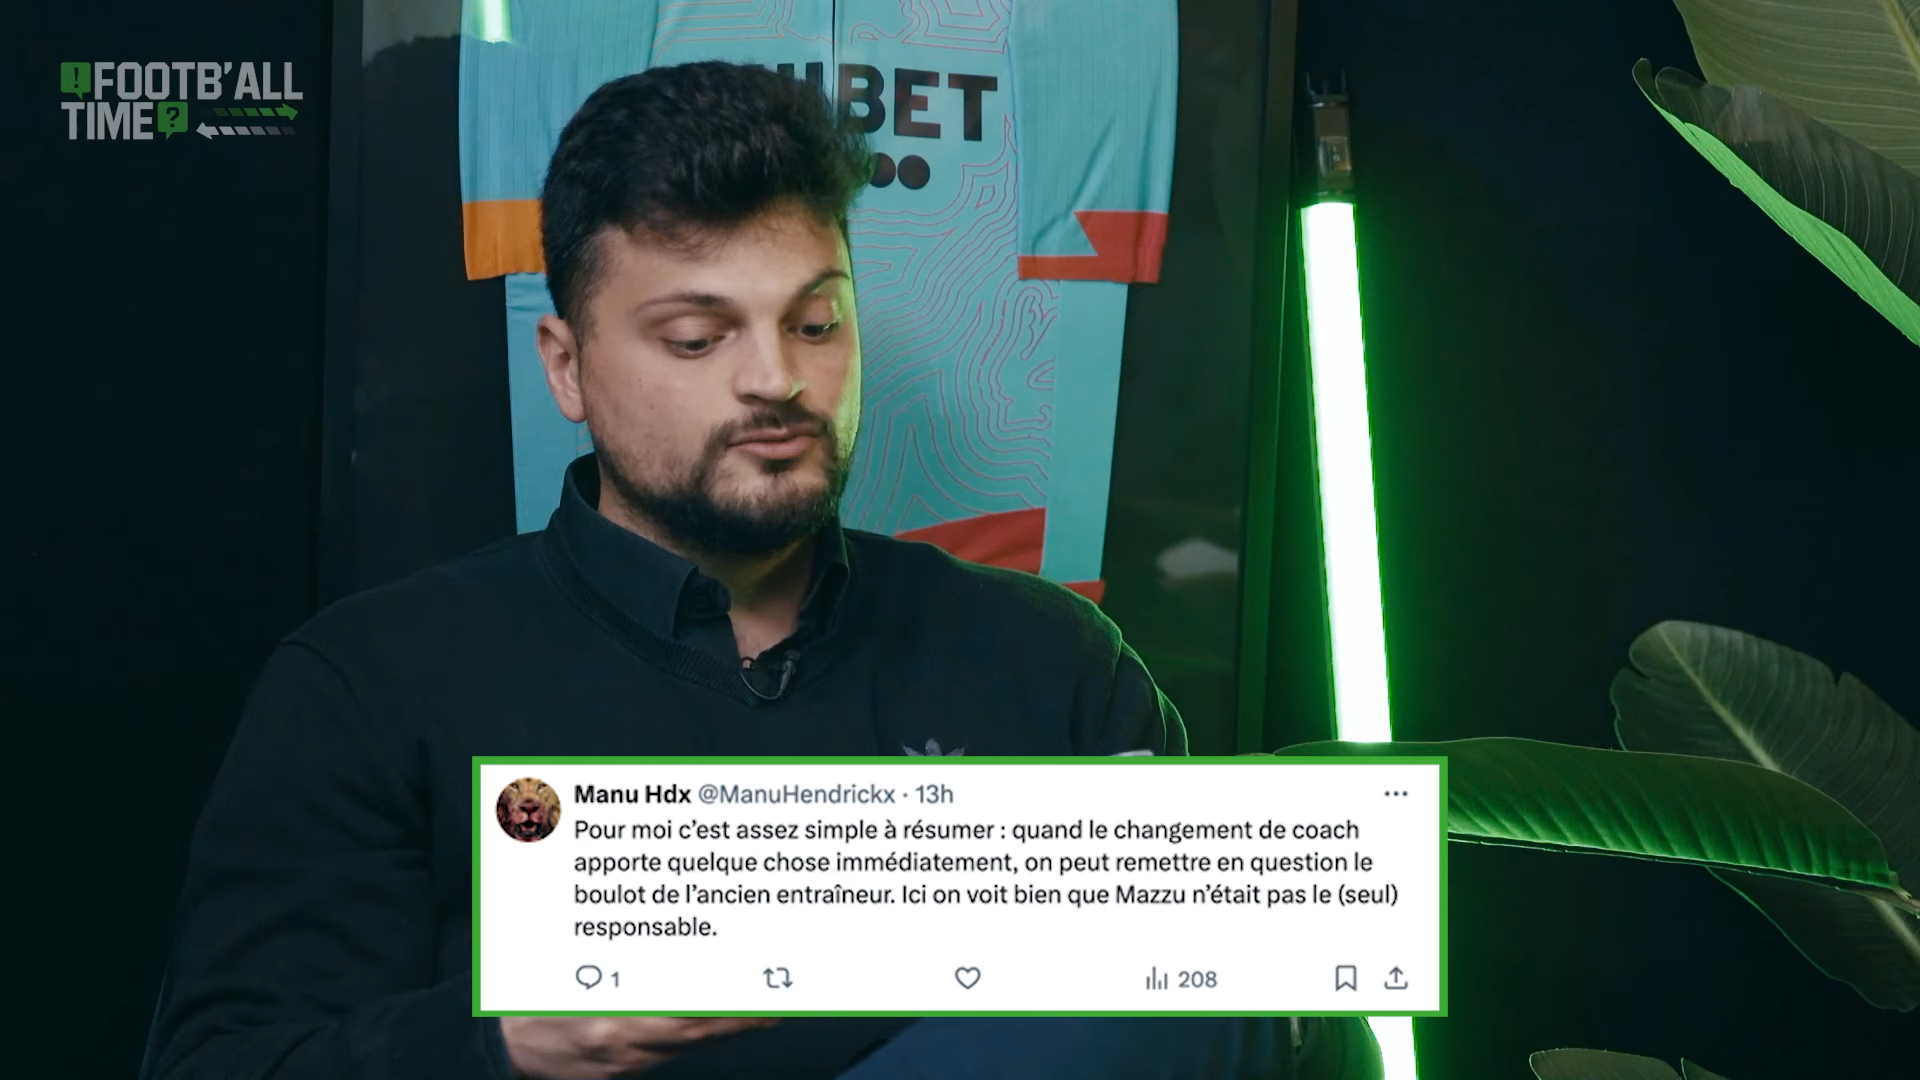 ! FOOTB'ALL
TIME ?
BET
Manu Hdx @ManuHendrickx · 13h
Pour moi c'est assez simple à résumer : quand le changement de coach
apporte quelque chose immédiatement, on peut remettre en question le
boulot de l'ancien entraîneur. Ici on voit bien que Mazzu n'était pas le (seul)
responsable.
1
208